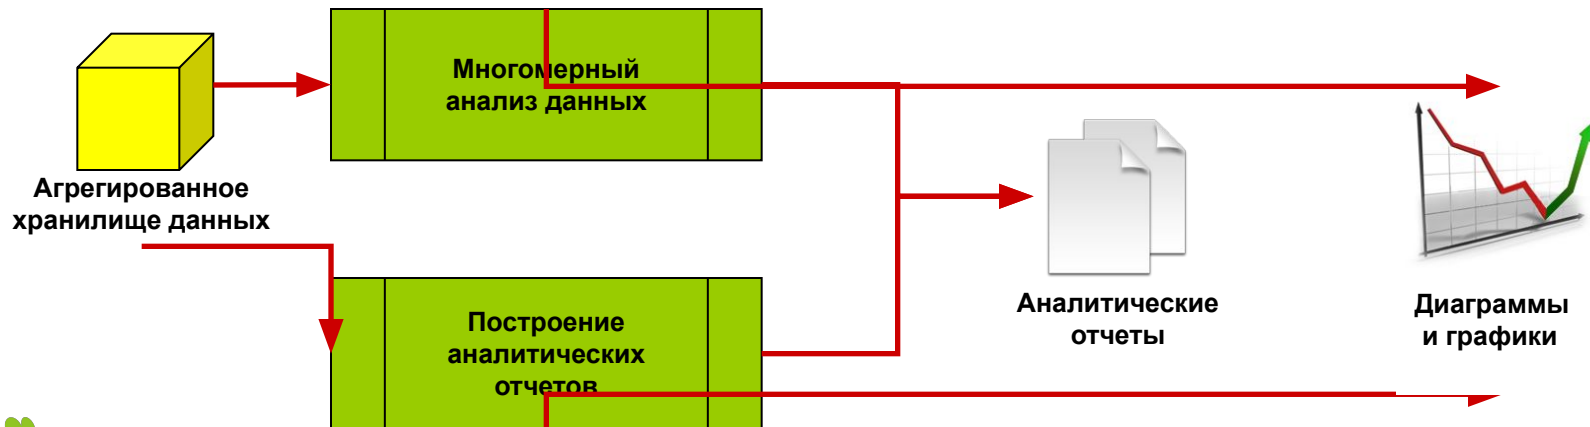 Многомерный
анализ данных
Агрегированное
хранилище данных
Построение
аналитических
отчетов
Аналитические
отчеты
Диаграммы
и графики